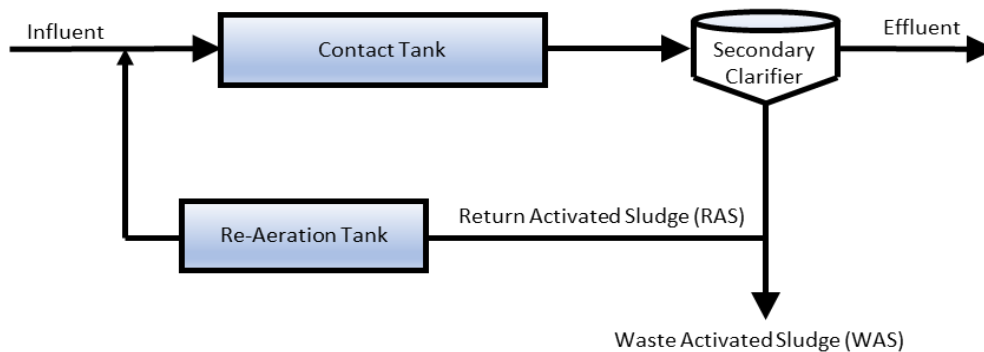 Influent
Contact Tank
Secondary
Clarifier
Effluent
Re-Aeration Tank
Return Activated Sludge (RAS)
Waste Activated Sludge (WAS)